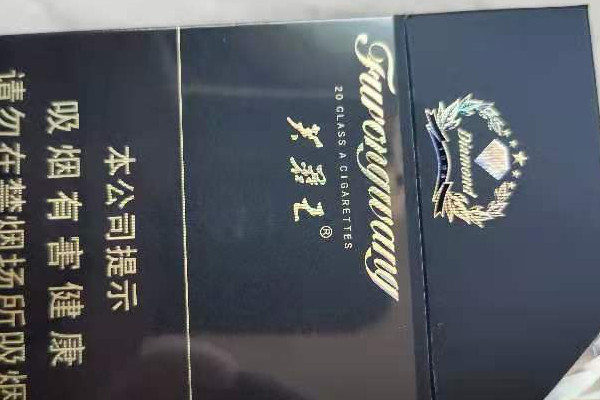 Diamond
Furongwang
20 CLASS A CIGARETTES
芙蓉王®
本公司提示
吸烟有害健康
请勿在禁烟场所吸烟